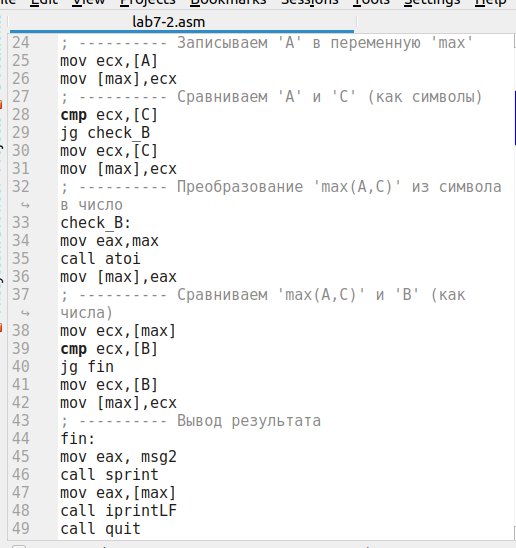 File Edit View Projects Bookmarks Sessions Tools Settings Help
lab7-2.asm
24 ; ---------- Записываем 'A' в переменную 'max'
25 mov ecx,[A]
26 mov [max],ecx
27 ; ---------- Сравниваем 'A' и 'C' (как символы)
28 cmp ecx,[C]
29 jg check_B
30 mov ecx,[C]
31 mov [max],ecx
32 ; ---------- Преобразование 'max(A,C)' из символа
↪ в число
33 check_B:
34 mov eax,max
35 call atoi
36 mov [max],eax
37 ; ---------- Сравниваем 'max(A,C)' и 'B' (как
↪ числа)
38 mov ecx,[max]
39 cmp ecx,[B]
40 jg fin
41 mov ecx,[B]
42 mov [max],ecx
43 ; ---------- Вывод результата
44 fin:
45 mov eax, msg2
46 call sprint
47 mov eax,[max]
48 call iprintLF
49 call quit